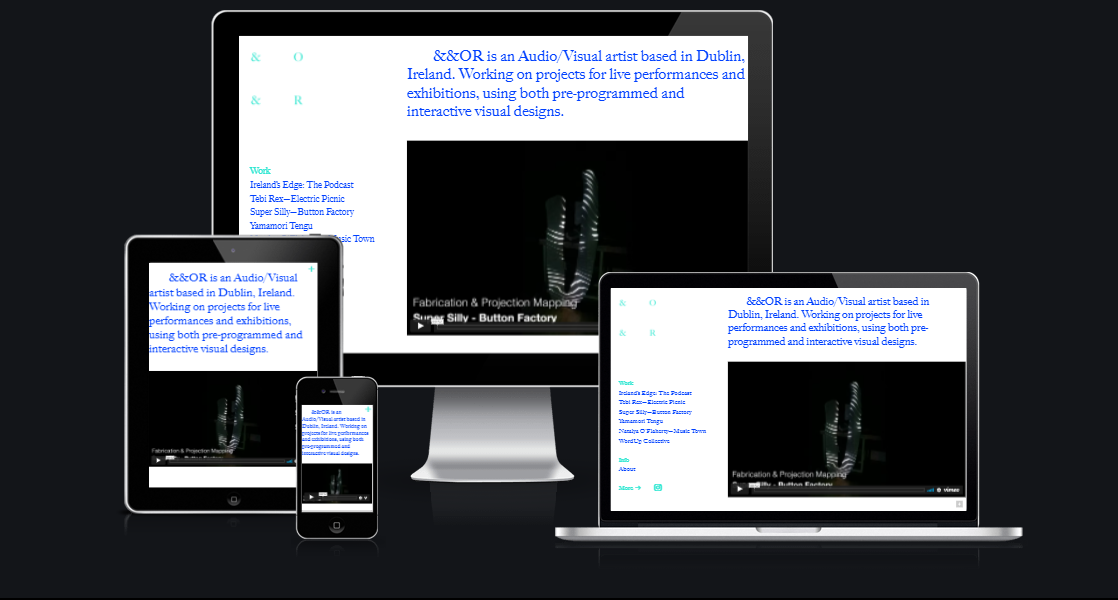 & O
& R
&&OR is an Audio/Visual artist based in Dublin,
Ireland. Working on projects for live performances and
exhibitions, using both pre-programmed and
interactive visual designs.
Work
Ireland's Edge: The Podcast
Tebi Rex—Electric Picnic
Super Silly—Button Factory
Yamamori Tengu
Music Town
Fabrication & Projection Mapping
Super Silly - Button Factory
+
&&OR is an Audio/Visual
artist based in Dublin, Ireland.
Working on projects for live
performances and exhibitions,
using both pre-programmed and
interactive visual designs.
Fabrication & Projection Mapping
Super Silly - Button Factory
+
&&OR is an
Audio/Visual artist based in
Dublin, Ireland. Working on
projects for live performances
and exhibitions, using both
pre-programmed and
interactive visual designs.
& O
& R
&&OR is an Audio/Visual artist based in
Dublin, Ireland. Working on projects for live
performances and exhibitions, using both pre-
programmed and interactive visual designs.
Work
Ireland's Edge: The Podcast
Tebi Rex—Electric Picnic
Super Silly—Button Factory
Yamamori Tengu
Natalya O'Flaherty—Music Town
WordUp Collective
Info
About
More →
Fabrication & Projection Mapping
Super Silly - Button Factory
vimeo